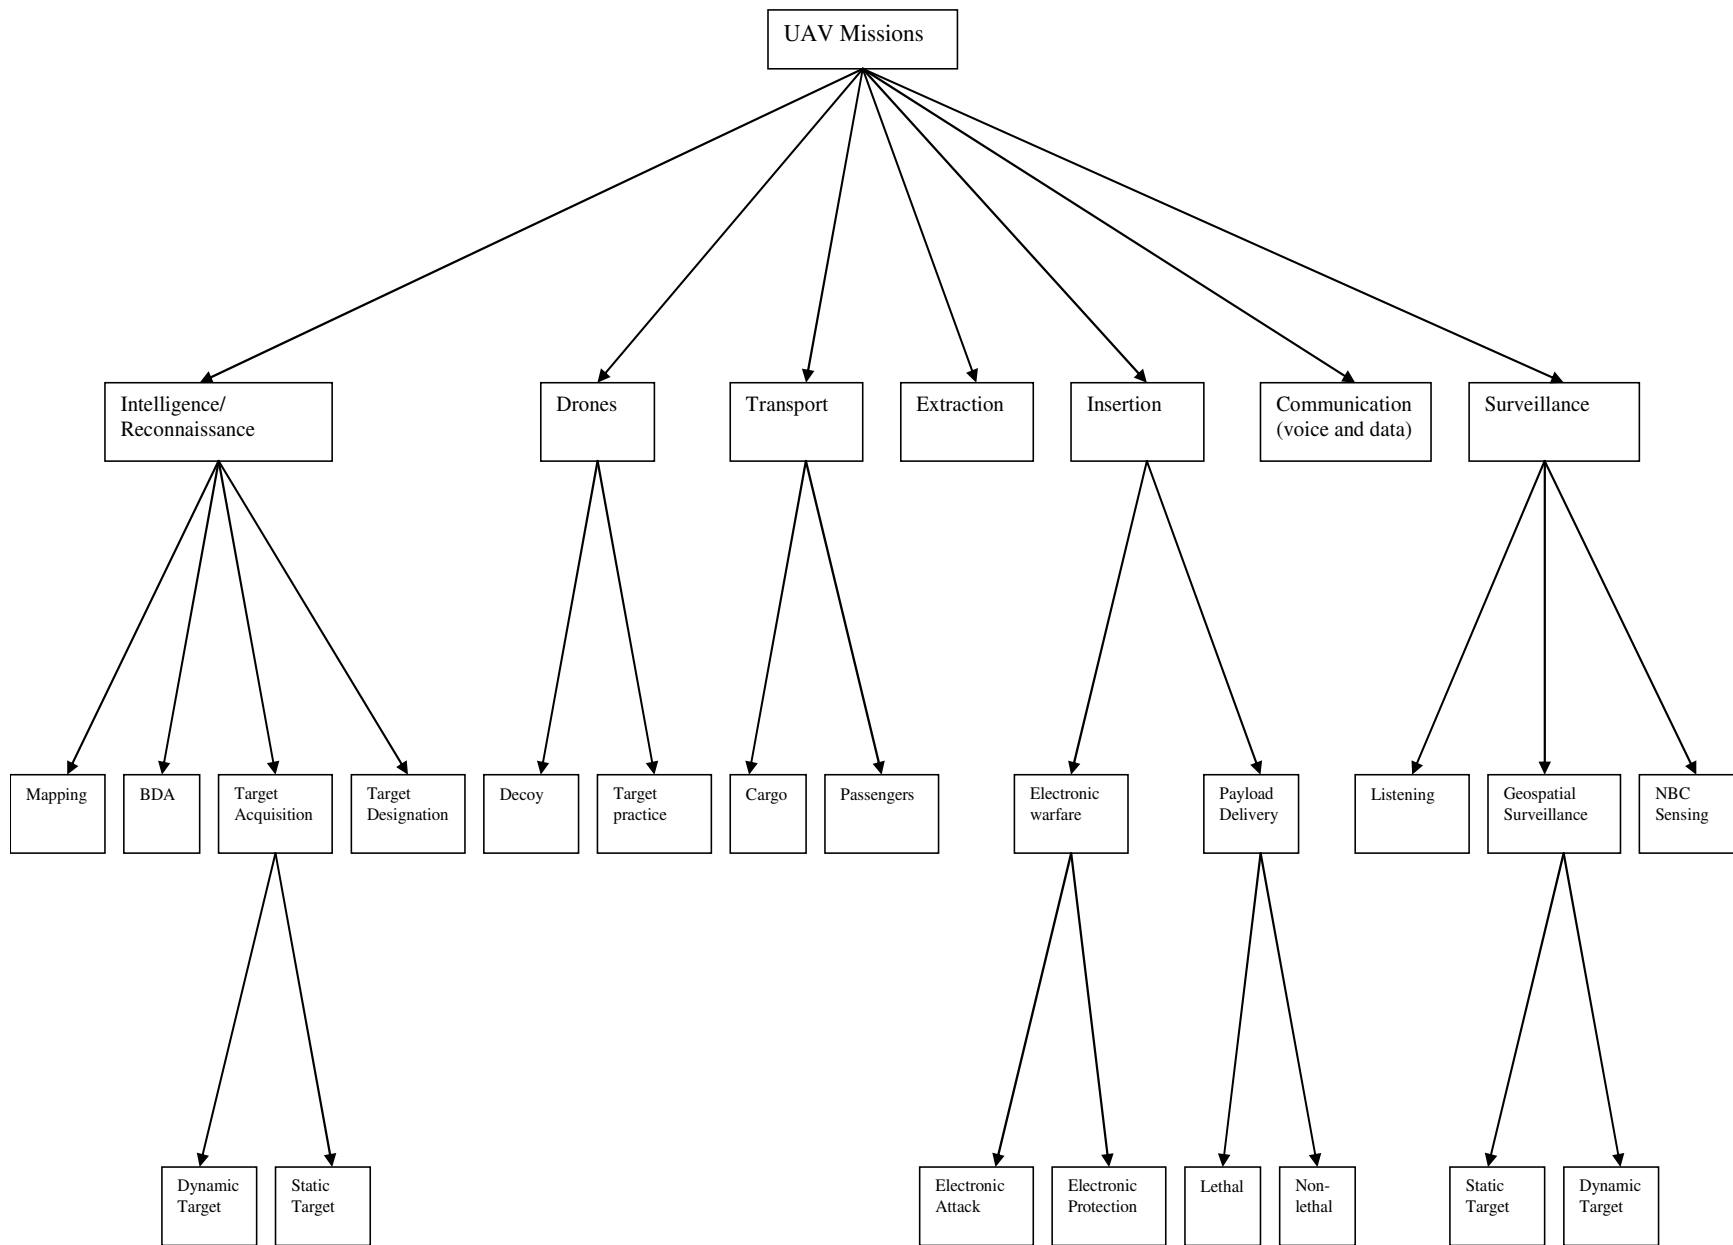 UAV Missions
Intelligence/
Reconnaissance
Drones
Transport
Extraction
Insertion
Communication
(voice and data)
Surveillance
Mapping
BDA
Target
Acquisition
Target
Designation
Decoy
Target
practice
Cargo
Passengers
Electronic
warfare
Payload
Delivery
Listening
Geospatial
Surveillance
NBC
Sensing
Dynamic
Target
Static
Target
Electronic
Attack
Electronic
Protection
Lethal
Non-
lethal
Static
Target
Dynamic
Target